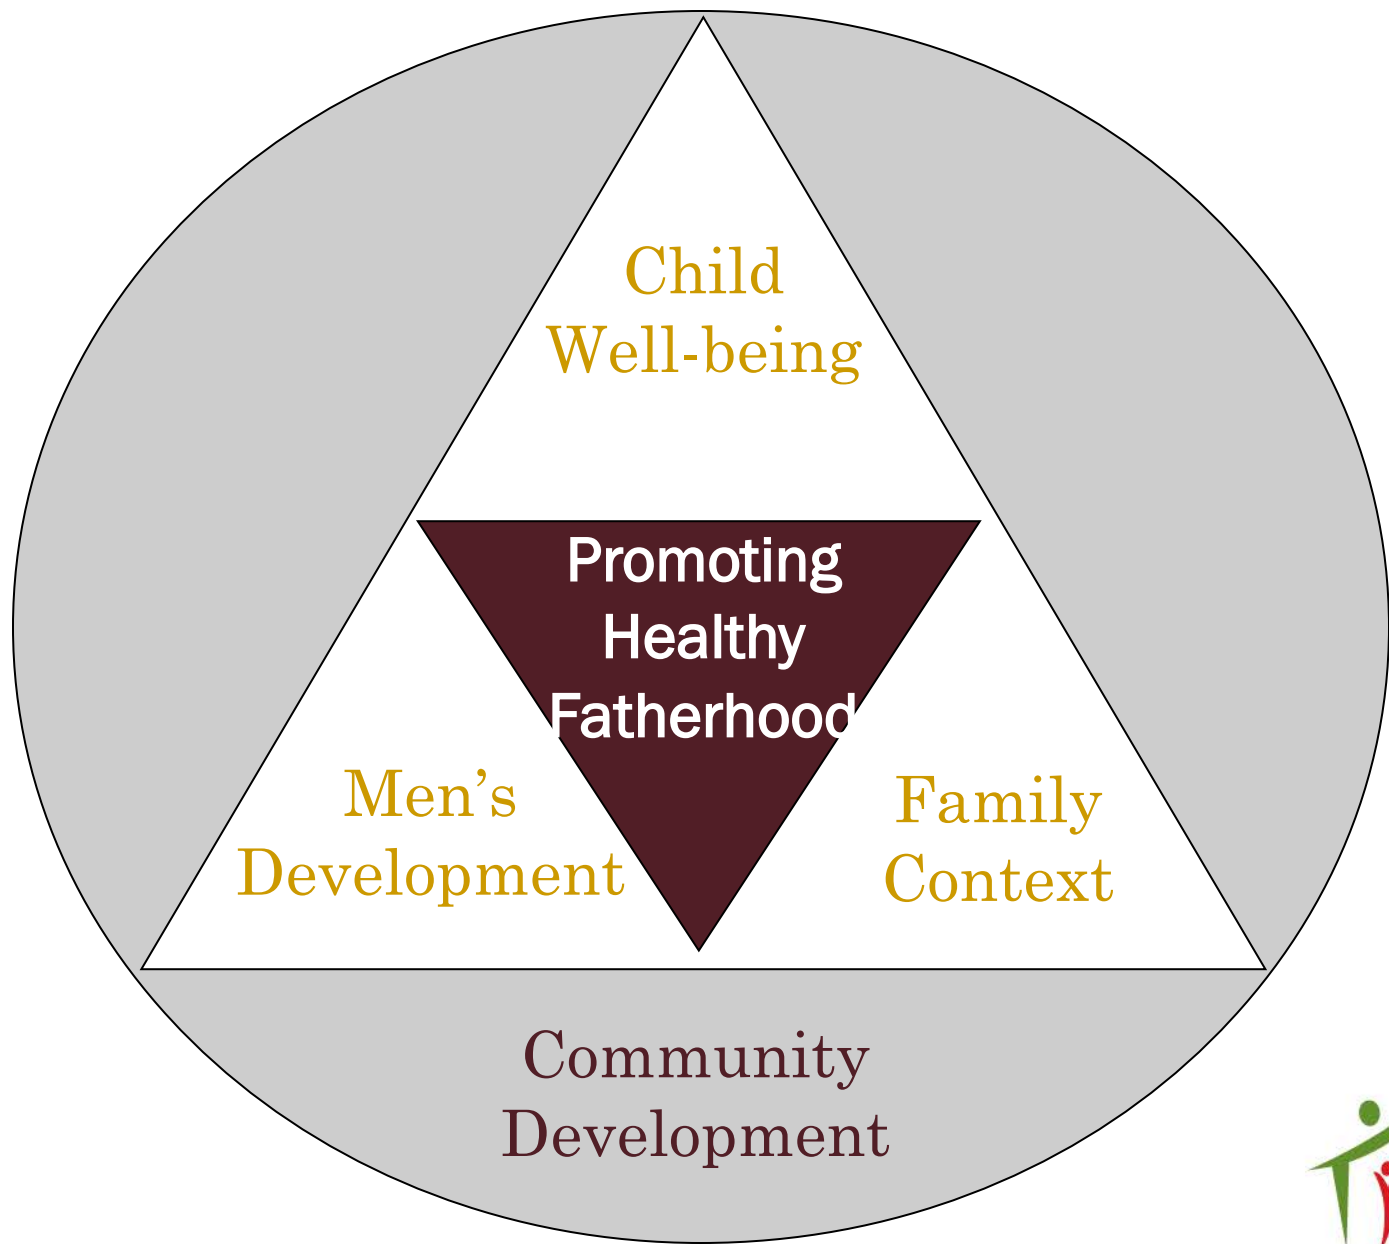 Child
Well-being
Promoting
Healthy
Fatherhood
Men’s
Development
Family
Context
Community
Development